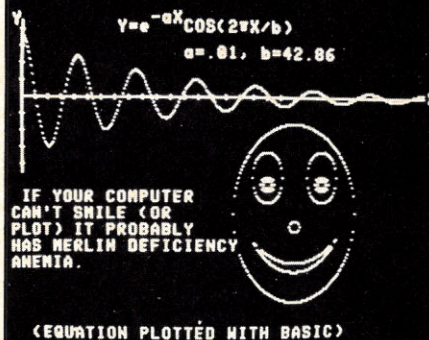 Y
Y=e^-aX COS(2πX/b)
a=.01, b=42.86
IF YOUR COMPUTER
CAN'T SMILE (OR
PLOT) IT PROBABLY
HAS MERLIN DEFICIENCY
ANEMIA.
(EQUATION PLOTTED WITH BASIC)